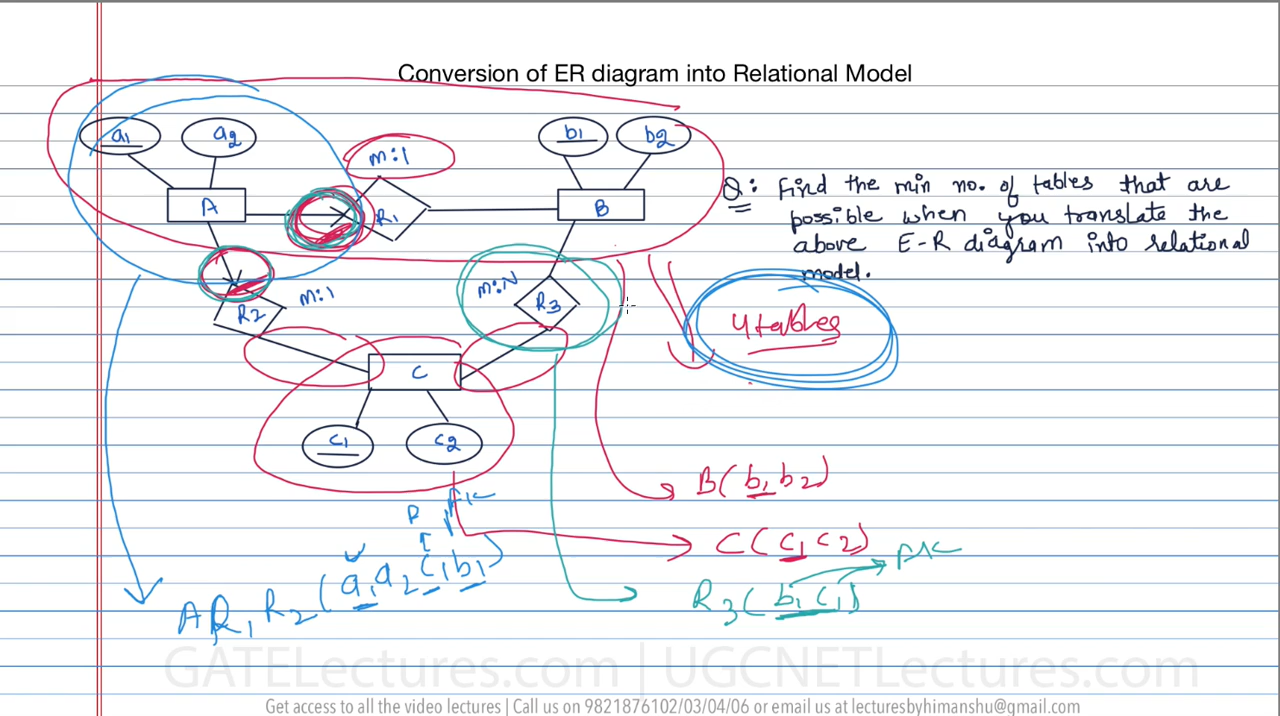 Conversion of ER diagram into Relational Model
a1
a2
m:1
b1
b2
A
R1
B
Q: Find the min no. of tables that are
possible when you translate the
above E-R diagram into relational
model.
m:N
R3
m:1
R2
4 tables
C
c1
c2
B(b1 b2)
FK
C(c1 c2)
FK
AR1R2(a1 a2 c1 b1)
R3(b1 c1)
GATELectures.com | UGCNETLectures.com
Get access to all the video lectures | Call us on 9821876102/03/04/06 or email us at lecturesbyhimanshu@gmail.com